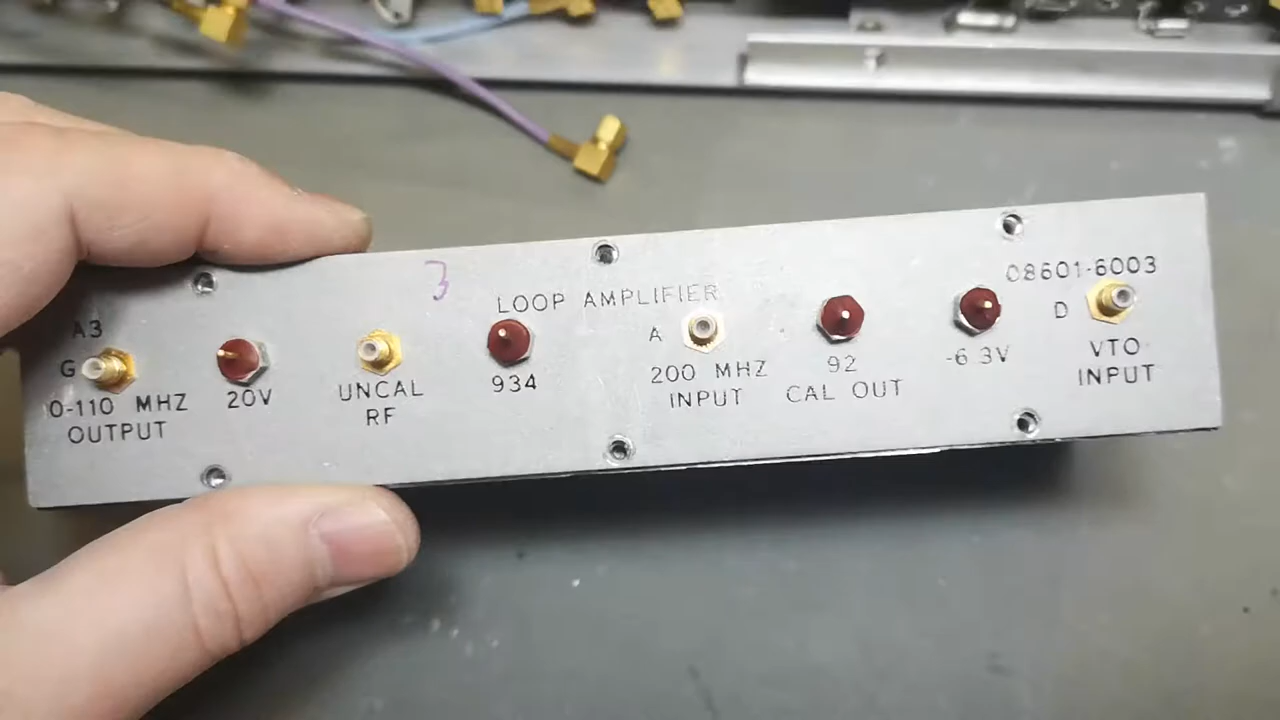 3
08601-6003
LOOP AMPLIFIER
A3
G
0-110 MHZ
OUTPUT
20V
UNCAL
RF
934
A
200 MHZ
INPUT
92
CAL OUT
-6.3V
D
VTO
INPUT